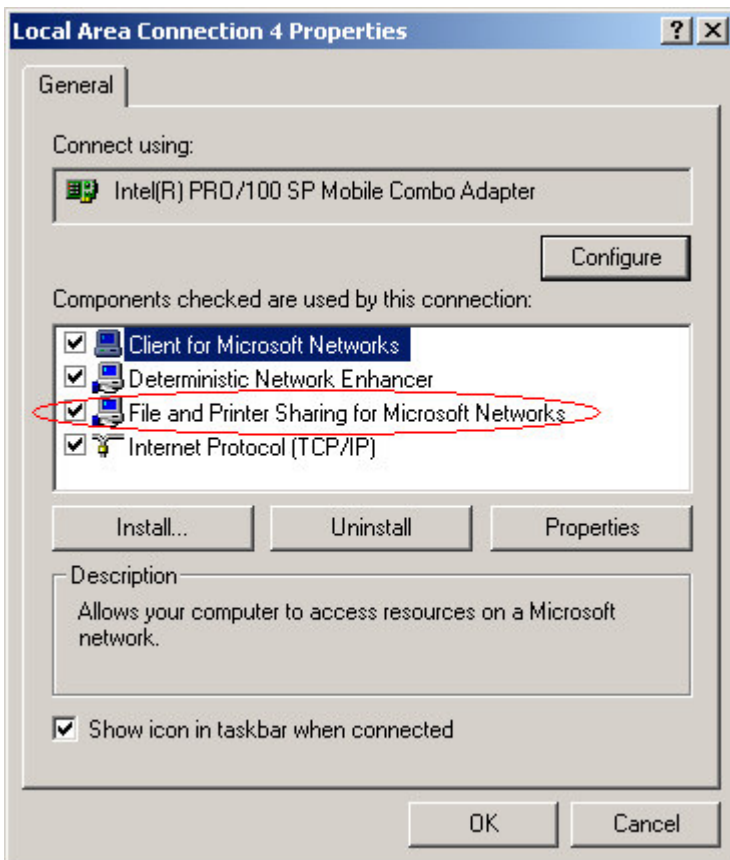 Local Area Connection 4 Properties
General
Connect using:
Intel(R) PRO/100 SP Mobile Combo Adapter
Configure
Components checked are used by this connection:
Client for Microsoft Networks
Deterministic Network Enhancer
File and Printer Sharing for Microsoft Networks
Internet Protocol (TCP/IP)
Install... Uninstall Properties
Description
Allows your computer to access resources on a Microsoft
network.
Show icon in taskbar when connected
OK Cancel